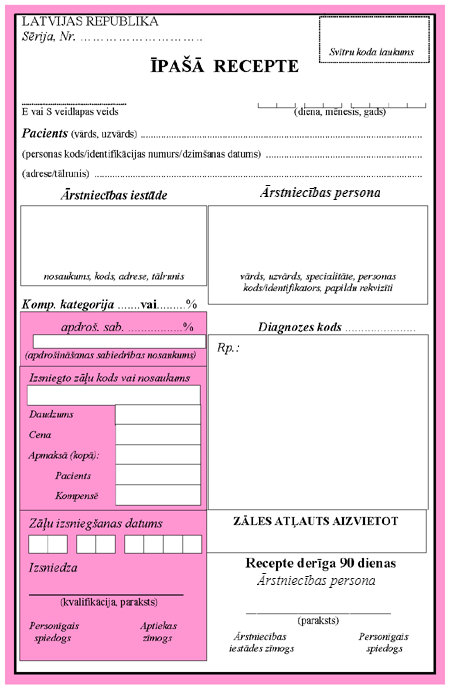 LATVIJAS REPUBLIKA
Sērija, Nr. ……………………….
Svītru koda laukums
ĪPAŠĀ RECEPTE
E vai S veidlapas veids
(diena, mēnesis, gads)
Pacients (vārds, uzvārds) ..........
(personas kods/identifikācijas numurs/dzimšanas datums) ..........
(adrese/tālrunis) ..........
Ārstniecības iestāde
Ārstniecības persona
nosaukums, kods, adrese, tālrunis
vārds, uzvārds, specialitāte, personas
kods/identifikators, papildu rekvizīti
Komp. kategorija .......vai........%
apdroš. sab. ..................%
Diagnozes kods ....................
(apdrošināšanas sabiedrības nosaukums)
Rp.:
Izsniegto zāļu kods vai nosaukums
Daudzums
Cena
Apmaksā (kopā):
Pacients
Kompensē
Zāļu izsniegšanas datums
ZĀLES ATĻAUTS AIZVIETOT
Izsniedza
Recepte derīga 90 dienas
Ārstniecības persona
(kvalifikācija, paraksts)
(paraksts)
Personīgais
spiedogs
Aptiekas
zīmogs
Ārstniecības
iestādes zīmogs
Personīgais
spiedogs